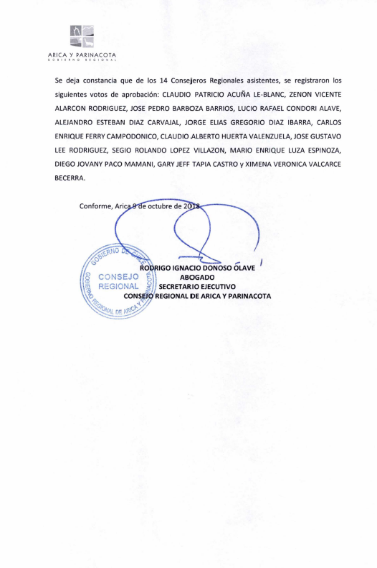 ARICA Y PARINACOTA
GOBIERNO REGIONAL
Se deja constancia que de los 14 Consejeros Regionales asistentes, se registraron los
siguientes votos de aprobación: CLAUDIO PATRICIO ACUÑA LE-BLANC, ZENON VICENTE
ALARCON RODRIGUEZ, JOSE PEDRO BARBOZA BARRIOS, LUCIO RAFAEL CONDORI ALAVE,
ALEJANDRO ESTEBAN DIAZ CARVAJAL, JORGE ELIAS GREGORIO DIAZ IBARRA, CARLOS
ENRIQUE FERRY CAMPODONICO, CLAUDIO ALBERTO HUERTA VALENZUELA, JOSE GUSTAVO
LEE RODRIGUEZ, SEGIO ROLANDO LOPEZ VILLAZON, MARIO ENRIQUE LUZA ESPINOZA,
DIEGO JOVANY PACO MAMANI, GARY JEFF TAPIA CASTRO y XIMENA VERONICA VALCARCE
BECERRA.
Conforme, Arica 9 de octubre de
RODRIGO IGNACIO DONOSO OLAVE
ABOGADO
SECRETARIO EJECUTIVO
CONSEJO REGIONAL DE ARICA Y PARINACOTA
CONSEJO
REGIONAL
GOBIERNO REGIONAL DE ARICA Y PARINACOTA